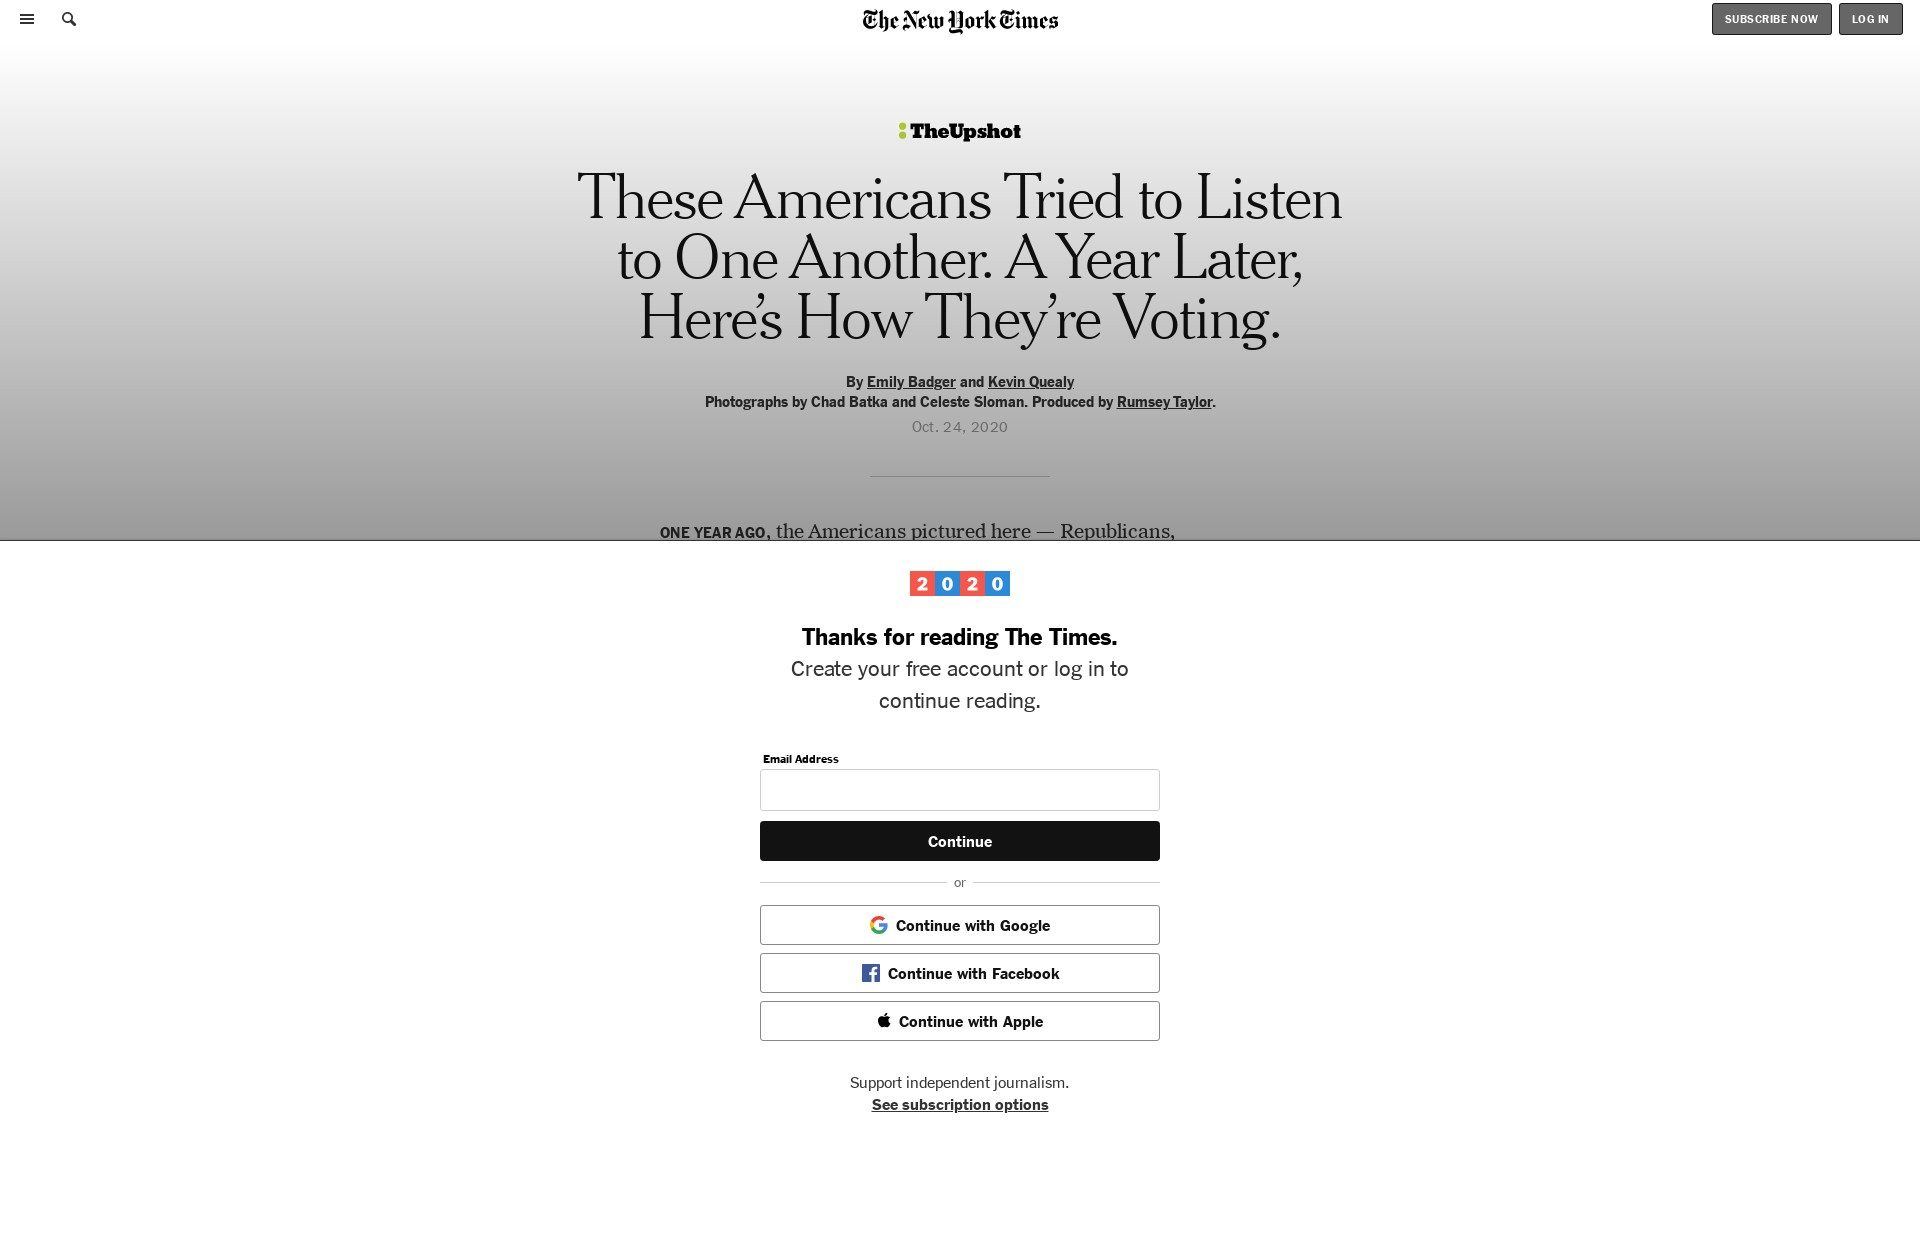 The New York Times
SUBSCRIBE NOW
LOG IN
TheUpshot
These Americans Tried to Listen
to One Another. A Year Later,
Here’s How They’re Voting.
By Emily Badger and Kevin Quealy
Photographs by Chad Batka and Celeste Sloman. Produced by Rumsey Taylor.
Oct. 24, 2020
ONE YEAR AGO, the Americans pictured here — Republicans,
2020
Thanks for reading The Times.
Create your free account or log in to
continue reading.
Email Address
Continue
or
Continue with Google
Continue with Facebook
Continue with Apple
Support independent journalism.
See subscription options